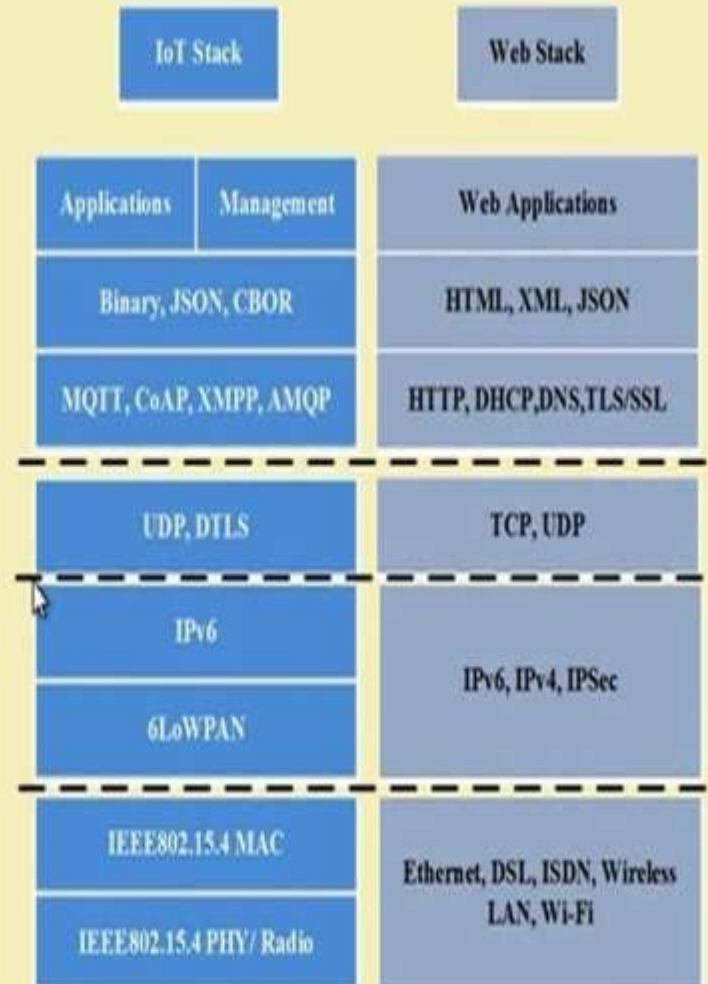 IoT Stack
Web Stack
Applications
Management
Web Applications
Binary, JSON, CBOR
HTML, XML, JSON
MQTT, CoAP, XMPP, AMQP
HTTP, DHCP,DNS,TLS/SSL
UDP, DTLS
TCP, UDP
IPv6
6LoWPAN
IPv6, IPv4, IPSec
IEEE802.15.4 MAC
IEEE802.15.4 PHY/ Radio
Ethernet, DSL, ISDN, Wireless
LAN, Wi-Fi